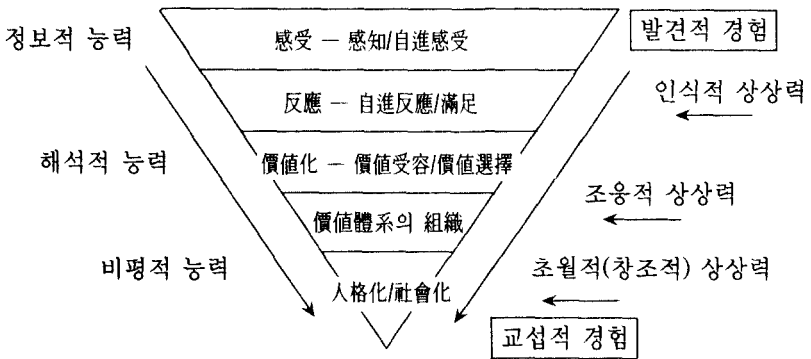 정보적 능력
感受 — 感知/自進感受
발견적 경험
인식적 상상력
反應 — 自進反應/滿足
해석적 능력
價値化 — 價値受容/價値選擇
조응적 상상력
價値體系의 組織
비평적 능력
초월적(창조적) 상상력
人格化/社會化
교섭적 경험